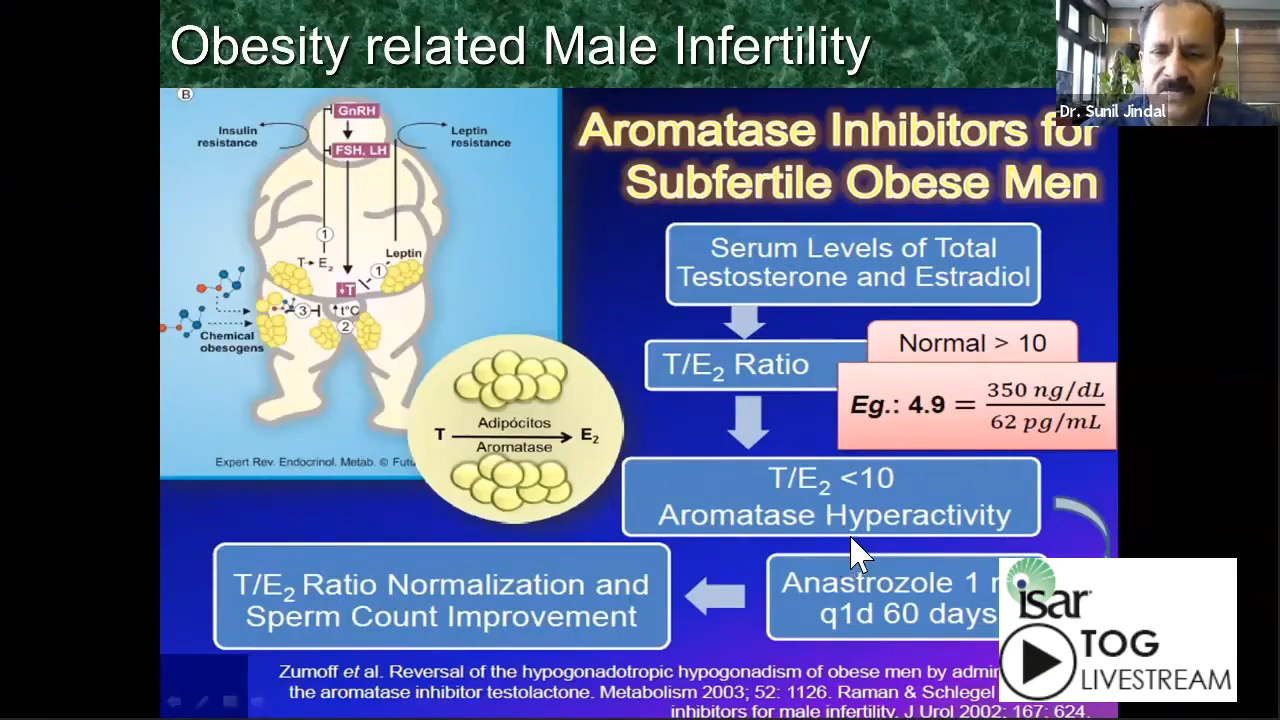 Obesity related Male Infertility
Dr. Sunil Jindal
B
GnRH
Insulin
resistance
Leptin
resistance
FSH, LH
1
T
E2
Leptin
1
↓T
3
↑t°C
2
Chemical
obesogens
Expert Rev. Endocrinol. Metab. ©
T
Adipócitos
E2
Aromatase
Aromatase Inhibitors for
Subfertile Obese Men
Serum Levels of Total
Testosterone and Estradiol
T/E2 Ratio
Normal > 10
Eg.: 4.9 = 350 ng/dL
62 pg/mL
T/E2 <10
Aromatase Hyperactivity
Anastrozole 1
q1d 60 days
T/E2 Ratio Normalization and
Sperm Count Improvement
Zumoff et al. Reversal of the hypogonadotropic hypogonadism of obese men by
the aromatase inhibitor testolactone. Metabolism 2003; 52: 1126. Raman & Schlegel
inhibitors for male infertility. J Urol 2002; 167: 624.
isar
TOG
LIVESTREAM